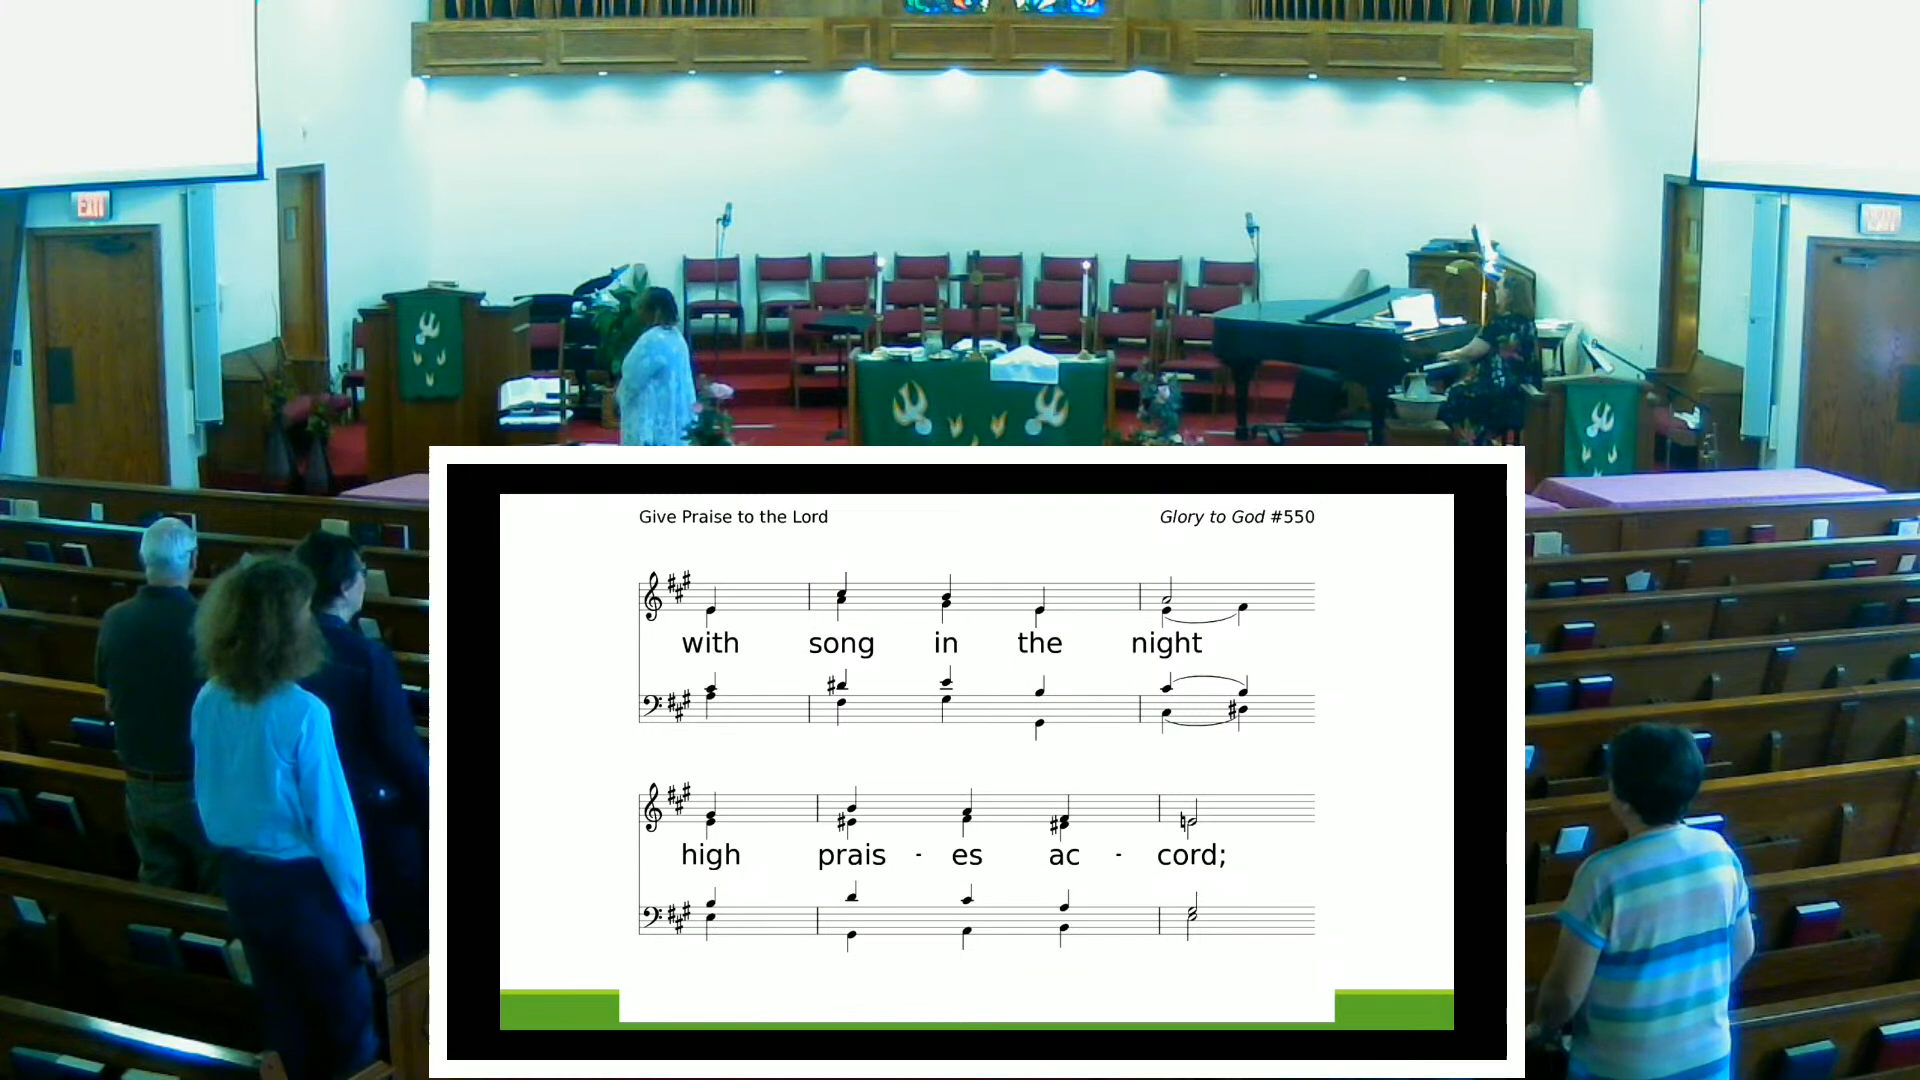 EXIT
Give Praise to the Lord
Glory to God #550
with song in the night
high prais - es ac - cord;